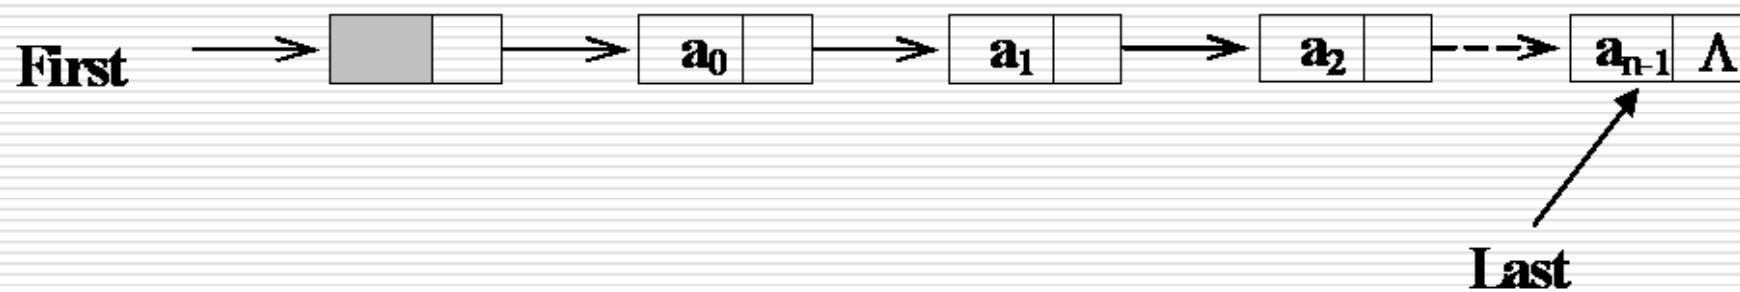 First a₀ a₁ a₂ aₙ₋₁ Λ
Last